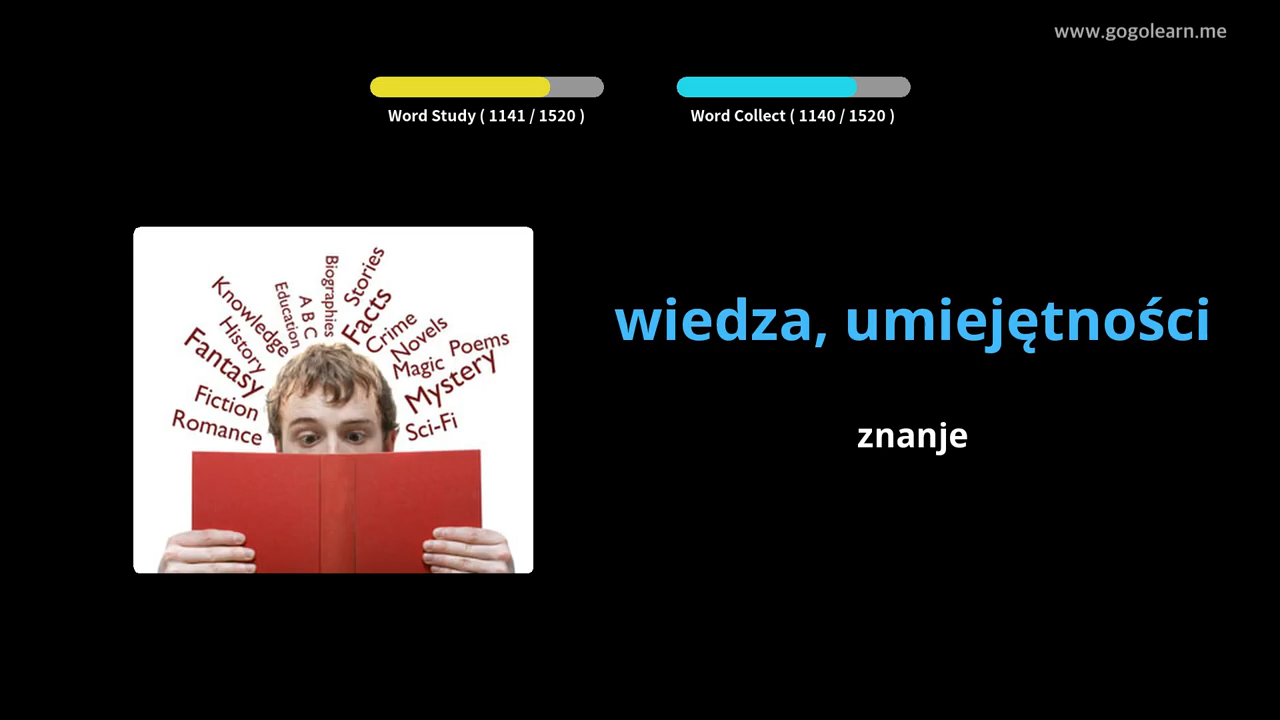 www.gogolearn.me
Word Study ( 1141 / 1520 )
Word Collect ( 1140 / 1520 )
Stories
Biographies
Facts
A B C
Education
Knowledge
Crime
Novels
History
Poems
Fantasy
Magic
Mystery
Fiction
Sci-Fi
Romance
wiedza, umiejętności
znanje